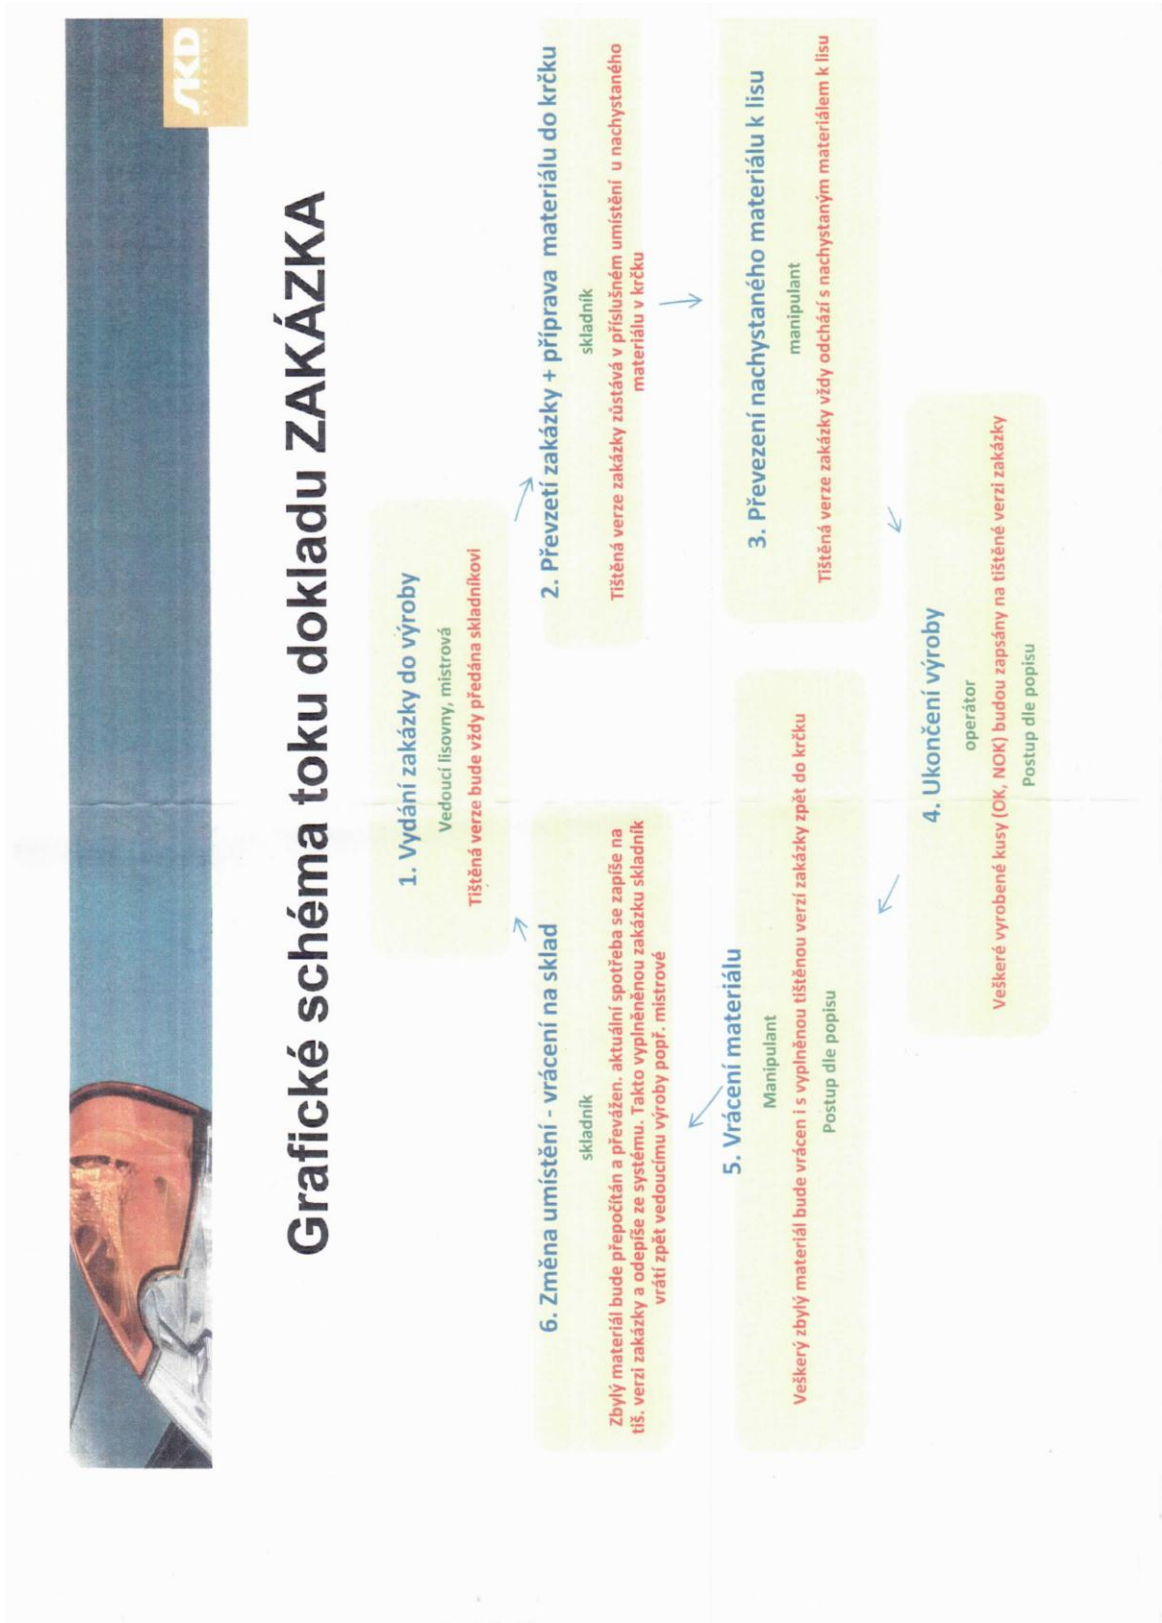 SKD
Grafické schéma toku dokladu ZAKÁZKA
1. Vydání zakázky do výroby
Vedoucí lisovny, mistrová
Tištěná verze bude vždy předána skladníkovi
2. Převzetí zakázky + příprava materiálu do krčku
skladník
Tištěná verze zakázky zůstává v příslušném umístění u nachystaného
materiálu v krčku
3. Převezení nachystaného materiálu k lisu
manipulant
Tištěná verze zakázky vždy odchází s nachystaným materiálem k lisu
4. Ukončení výroby
operátor
Veškeré vyrobené kusy (OK, NOK) budou zapsány na tištěné verzi zakázky
Postup dle popisu
5. Vrácení materiálu
Manipulant
Veškerý zbylý materiál bude vrácen i s vyplněnou tištěnou verzí zakázky zpět do krčku
Postup dle popisu
6. Změna umístění - vrácení na sklad
skladník
Zbylý materiál bude přepočítán a převážen. aktuální spotřeba se zapíše na
tiš. verzi zakázky a odepíše ze systému. Takto vyplněněnou zakázku skladník
vrátí zpět vedoucímu výroby popř. mistrové